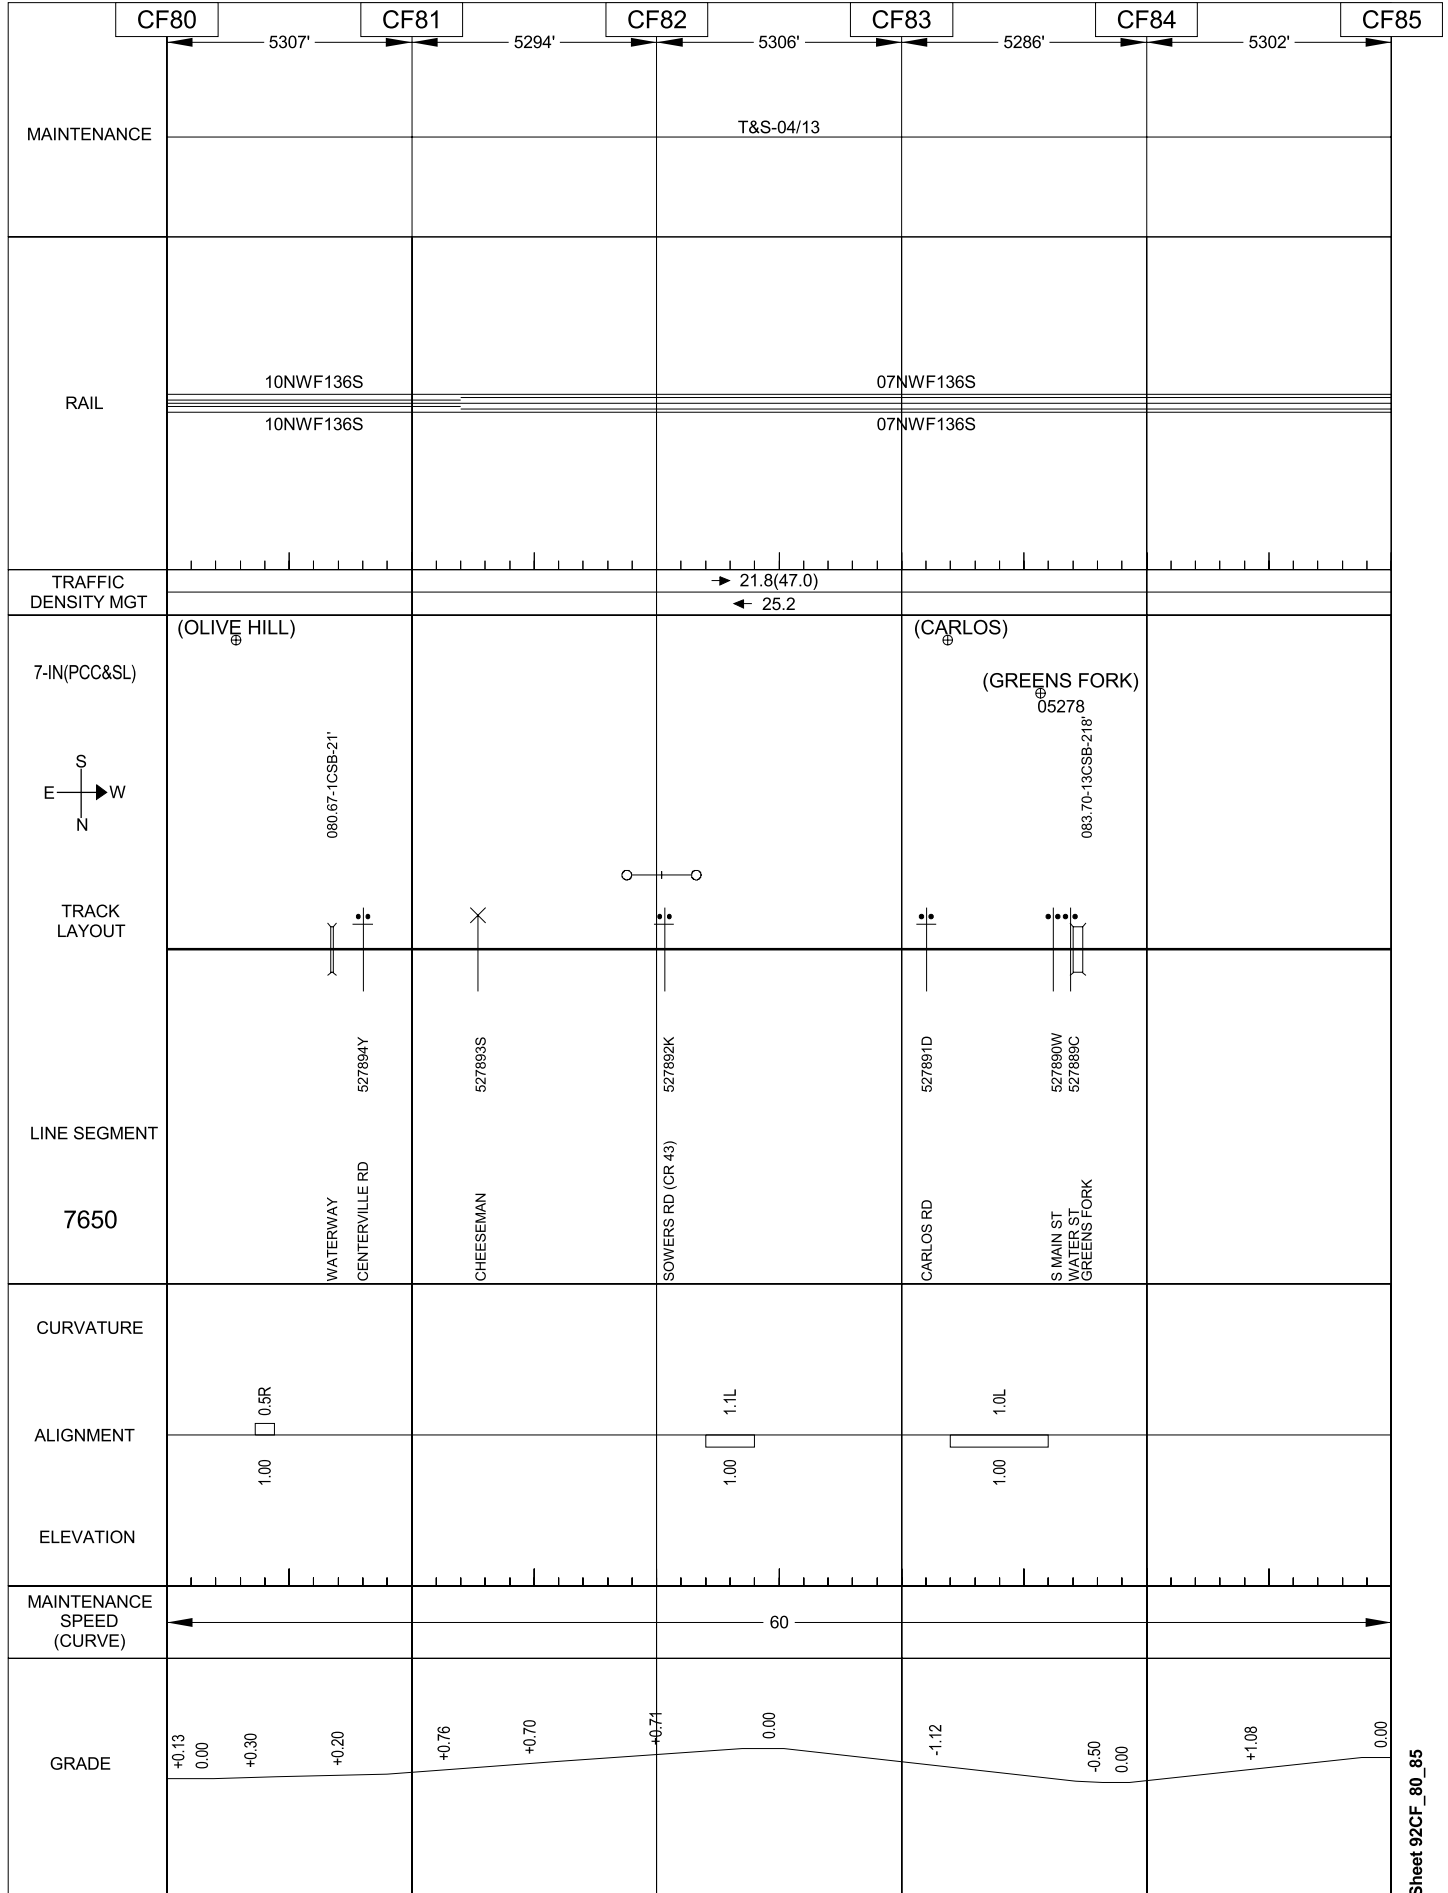 CF80 CF81 CF82 CF83 CF84 CF85
5307' 5294' 5306' 5286' 5302'
MAINTENANCE
T&S-04/13
RAIL
10NWF136S 07NWF136S
10NWF136S 07NWF136S
TRAFFIC
DENSITY MGT
21.8(47.0)
25.2
(OLIVE HILL) (CARLOS)
7-IN(PCC&SL)
(GREENS FORK)
05278
080.67-1CSB-21'
083.70-13CSB-218'
S
E W
N
TRACK
LAYOUT
527894Y
527893S
527892K
527891D
527890W
527889C
LINE SEGMENT
7650
WATERWAY
CENTERVILLE RD
CHEESEMAN
SOWERS RD (CR 43)
CARLOS RD
S MAIN ST
WATER ST
GREENS FORK
CURVATURE
0.5R 1.1L 1.0L
ALIGNMENT
1.00 1.00 1.00
ELEVATION
MAINTENANCE
SPEED
(CURVE)
60
GRADE
+0.13
0.00
+0.30
+0.20
+0.76
+0.70
+0.71
0.00
-1.12
-0.50
0.00
+1.08
0.00
Sheet 92CF_80_85